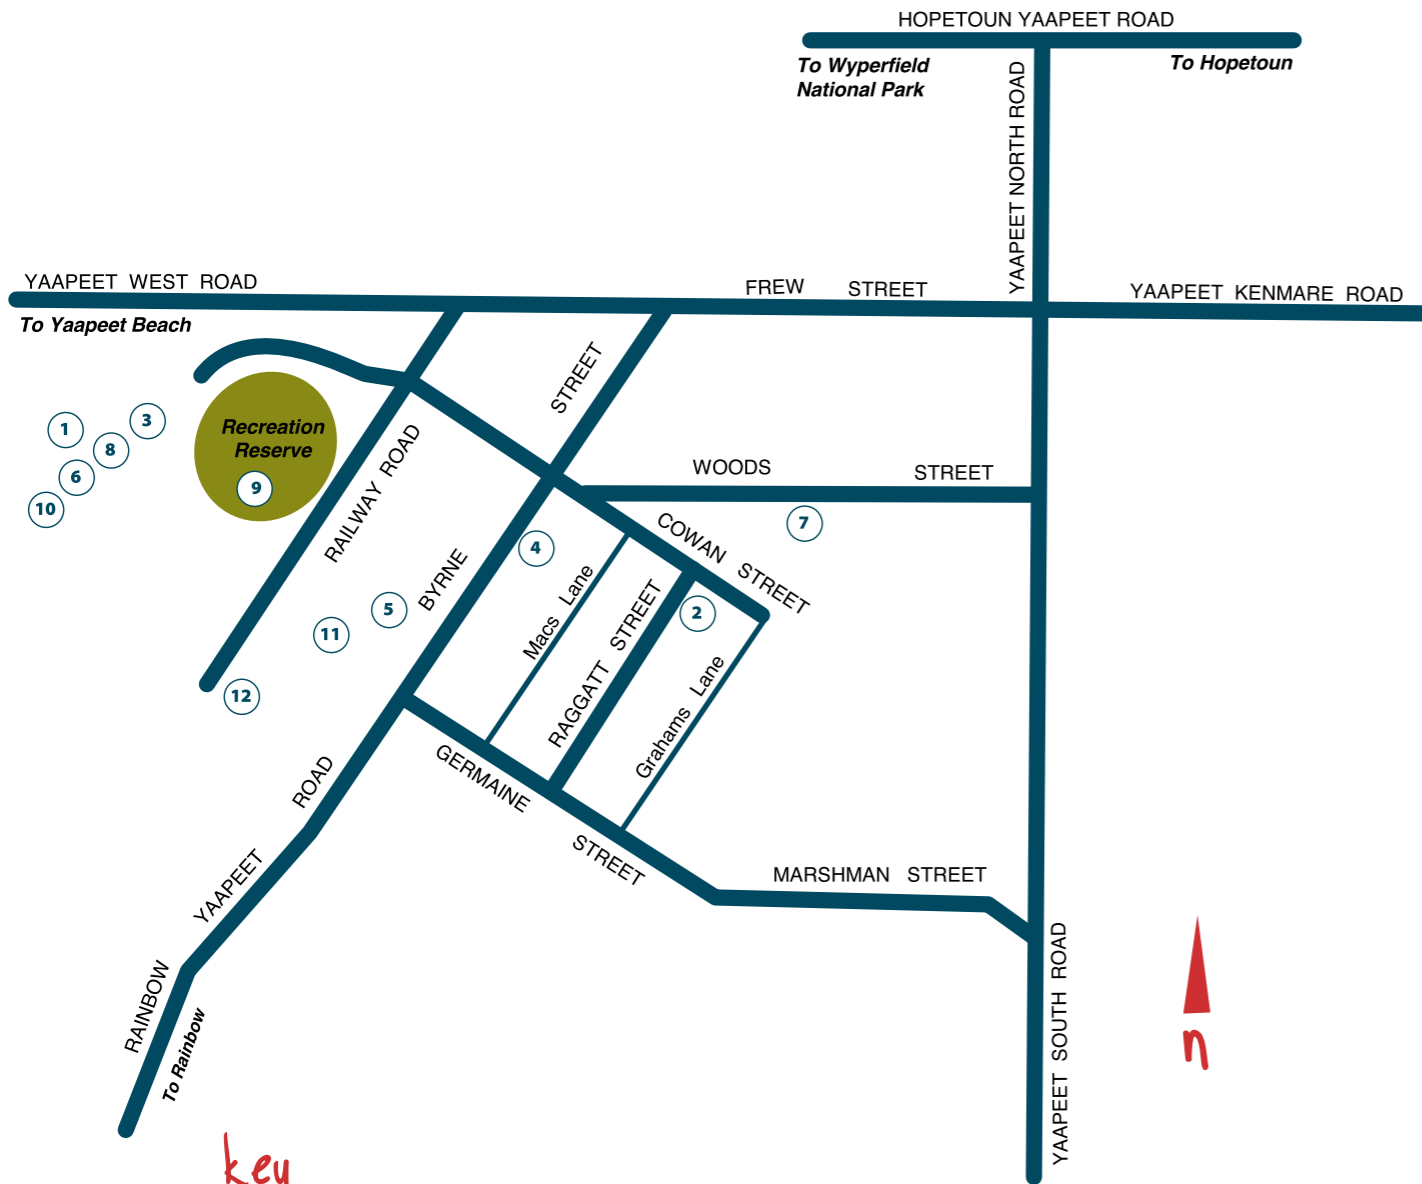 HOPETOUN YAAPEET ROAD
To Wyperfield
National Park
To Hopetoun
YAAPEET NORTH ROAD
YAAPEET WEST ROAD
To Yaapeet Beach
FREW STREET
YAAPEET KENMARE ROAD
Recreation
Reserve
1
3
8
6
10
9
RAILWAY ROAD
BYRNE STREET
WOODS STREET
7
COWAN STREET
4
Macs Lane
RAGGATT STREET
2
Grahams Lane
5
11
12
GERMAINE STREET
MARSHMAN STREET
RAINBOW YAAPEET ROAD
To Rainbow
YAAPEET SOUTH ROAD
n
key